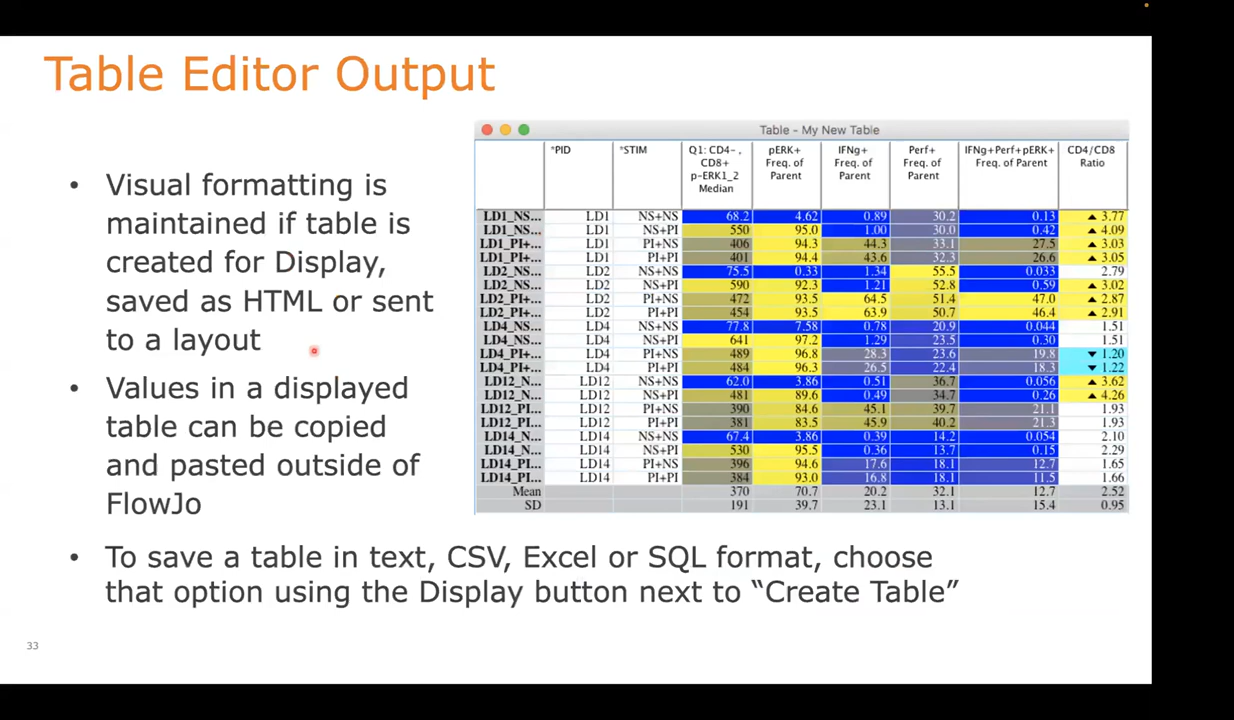 Table Editor Output
• Visual formatting is
maintained if table is
created for Display,
saved as HTML or sent
to a layout
• Values in a displayed
table can be copied
and pasted outside of
FlowJo
• To save a table in text, CSV, Excel or SQL format, choose
that option using the Display button next to “Create Table”
Table - My New Table
*PID *STIM Q1: CD4- , pERK+ IFNg+ Perf+ IFNg+Perf+pERK+ CD4/CD8
CD8+ Freq. of Freq. of Freq. of Freq. of Parent Ratio
p-ERK1_2 Parent Parent Parent
Median
LD1_NS... LD1 NS+NS 68.2 4.62 0.89 30.2 0.13 ▲ 3.77
LD1_NS... LD1 NS+PI 550 95.0 1.00 30.0 0.42 ▲ 4.09
LD1_PI+... LD1 PI+NS 406 94.3 44.3 33.1 27.5 ▲ 3.03
LD1_PI+... LD1 PI+PI 401 94.4 43.6 32.3 26.6 ▲ 3.05
LD2_NS... LD2 NS+NS 75.5 0.33 1.34 55.5 0.033 2.79
LD2_NS... LD2 NS+PI 590 92.3 1.21 52.8 0.59 ▲ 3.02
LD2_PI+... LD2 PI+NS 472 93.5 64.5 51.4 47.0 ▲ 2.87
LD2_PI+... LD2 PI+PI 454 93.5 63.9 50.7 46.4 ▲ 2.91
LD4_NS... LD4 NS+NS 77.8 7.58 0.78 20.9 0.044 1.51
LD4_NS... LD4 NS+PI 641 97.2 1.29 23.5 0.30 1.51
LD4_PI+... LD4 PI+NS 489 96.8 28.3 23.6 19.8 ▼ 1.20
LD4_PI+... LD4 PI+PI 484 96.3 26.5 22.4 18.3 ▼ 1.22
LD12_N... LD12 NS+NS 62.0 3.86 0.51 36.7 0.056 ▲ 3.62
LD12_N... LD12 NS+PI 481 89.6 0.49 34.7 0.26 ▲ 4.26
LD12_PI... LD12 PI+NS 390 84.6 45.1 39.7 21.1 1.93
LD12_PI... LD12 PI+PI 381 83.5 45.9 40.2 21.3 1.93
LD14_N... LD14 NS+NS 67.4 3.86 0.39 14.2 0.054 2.10
LD14_N... LD14 NS+PI 530 95.5 0.36 13.7 0.15 2.29
LD14_PI... LD14 PI+NS 396 94.6 17.6 18.1 12.7 1.65
LD14_PI... LD14 PI+PI 384 93.0 16.8 18.1 11.5 1.66
Mean 370 70.7 20.2 32.1 12.7 2.52
SD 191 39.7 23.1 13.1 15.4 0.95
33